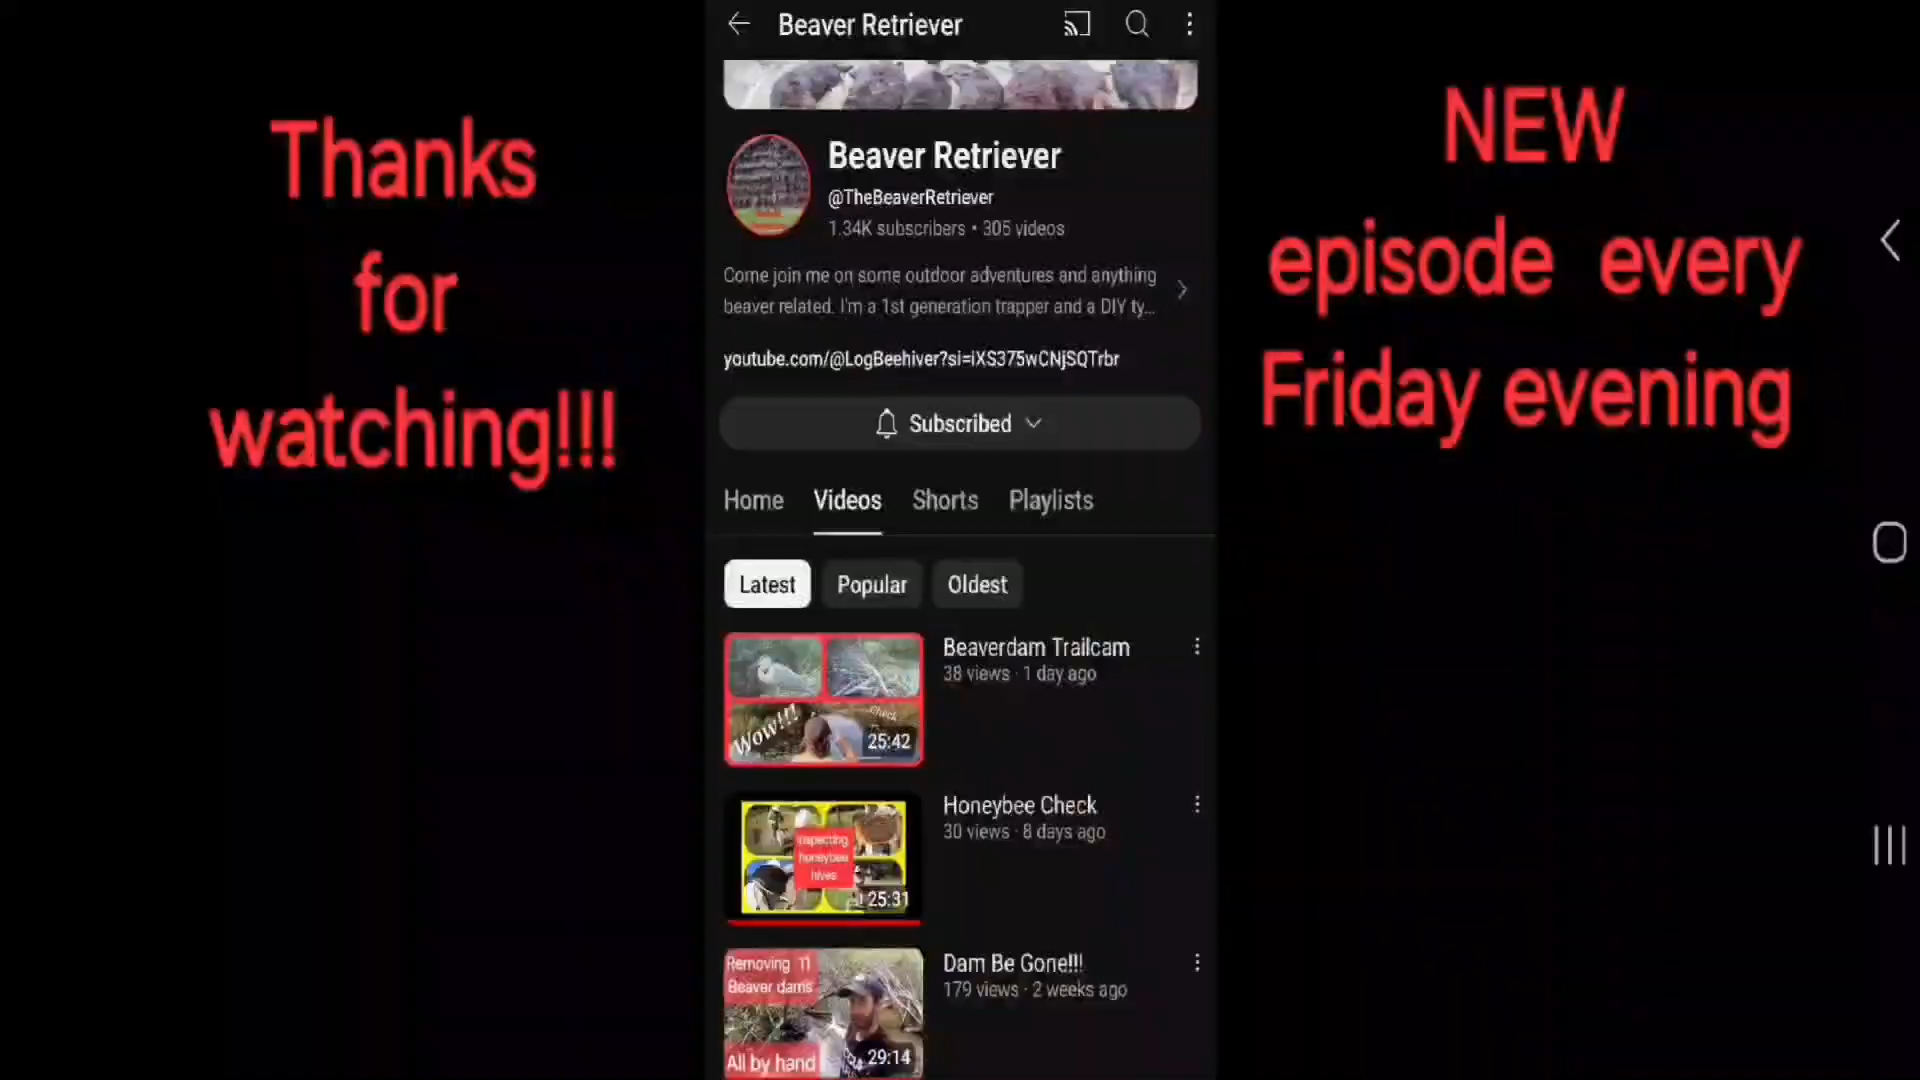 Beaver Retriever
Thanks
for
watching!!!
NEW
episode every
Friday evening
Beaver Retriever
@TheBeaverRetriever
1.34K subscribers • 305 videos
Come join me on some outdoor adventures and anything
beaver related. I'm a 1st generation trapper and a DIY ty...
youtube.com/@LogBeehiver?si=iXS375wCNjSQTrbr
Subscribed
Home Videos Shorts Playlists
Latest Popular Oldest
Wow!!!
Check
25:42
Beaverdam Trailcam
38 views · 1 day ago
inspecting
honeybee
hives
25:31
Honeybee Check
30 views · 8 days ago
Removing 11
Beaver dams
All by hand
29:14
Dam Be Gone!!!
179 views · 2 weeks ago